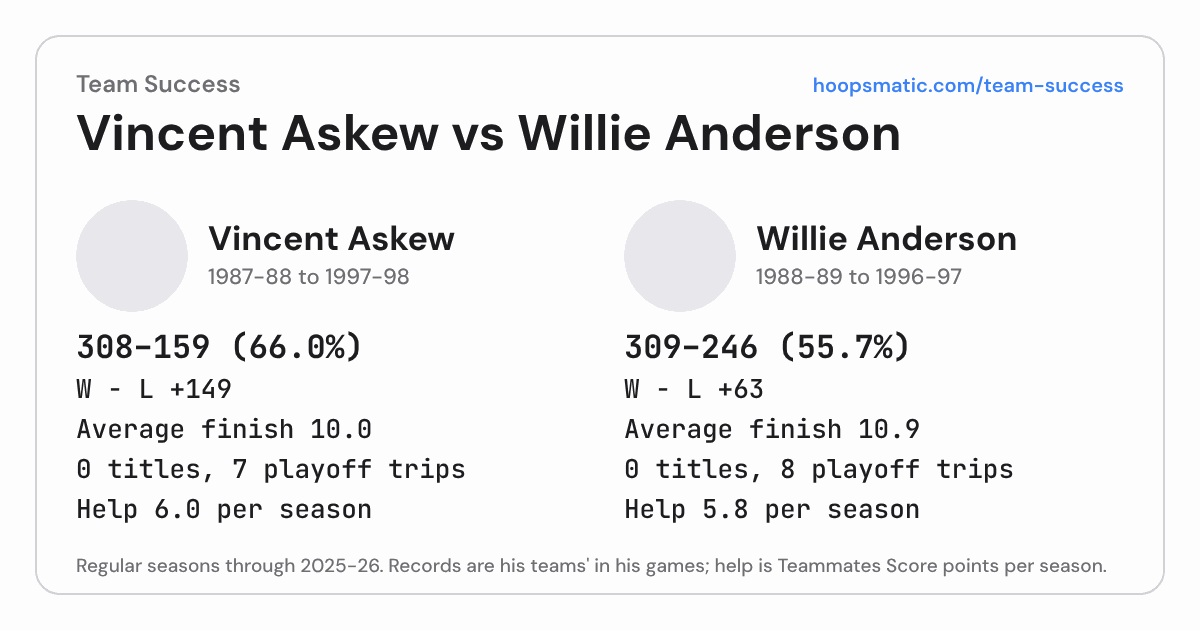 Team Success
hoopsmatic.com/team-success
Vincent Askew vs Willie Anderson
Vincent Askew
1987-88 to 1997-98
308-159 (66.0%)
W - L +149
Average finish 10.0
0 titles, 7 playoff trips
Help 6.0 per season
Willie Anderson
1988-89 to 1996-97
309-246 (55.7%)
W - L +63
Average finish 10.9
0 titles, 8 playoff trips
Help 5.8 per season
Regular seasons through 2025-26. Records are his teams' in his games; help is Teammates Score points per season.